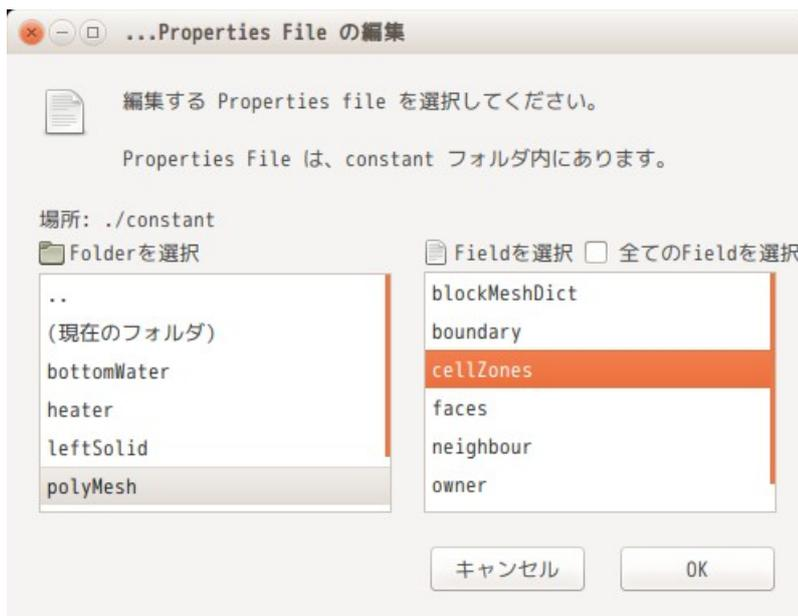 ...Properties File の編集
編集する Properties file を選択してください。
Properties File は、constant フォルダ内にあります。
場所: ./constant
Folderを選択
..
(現在のフォルダ)
bottomWater
heater
leftSolid
polyMesh
Fieldを選択 全てのFieldを選択
blockMeshDict
boundary
cellZones
faces
neighbour
owner
キャンセル OK